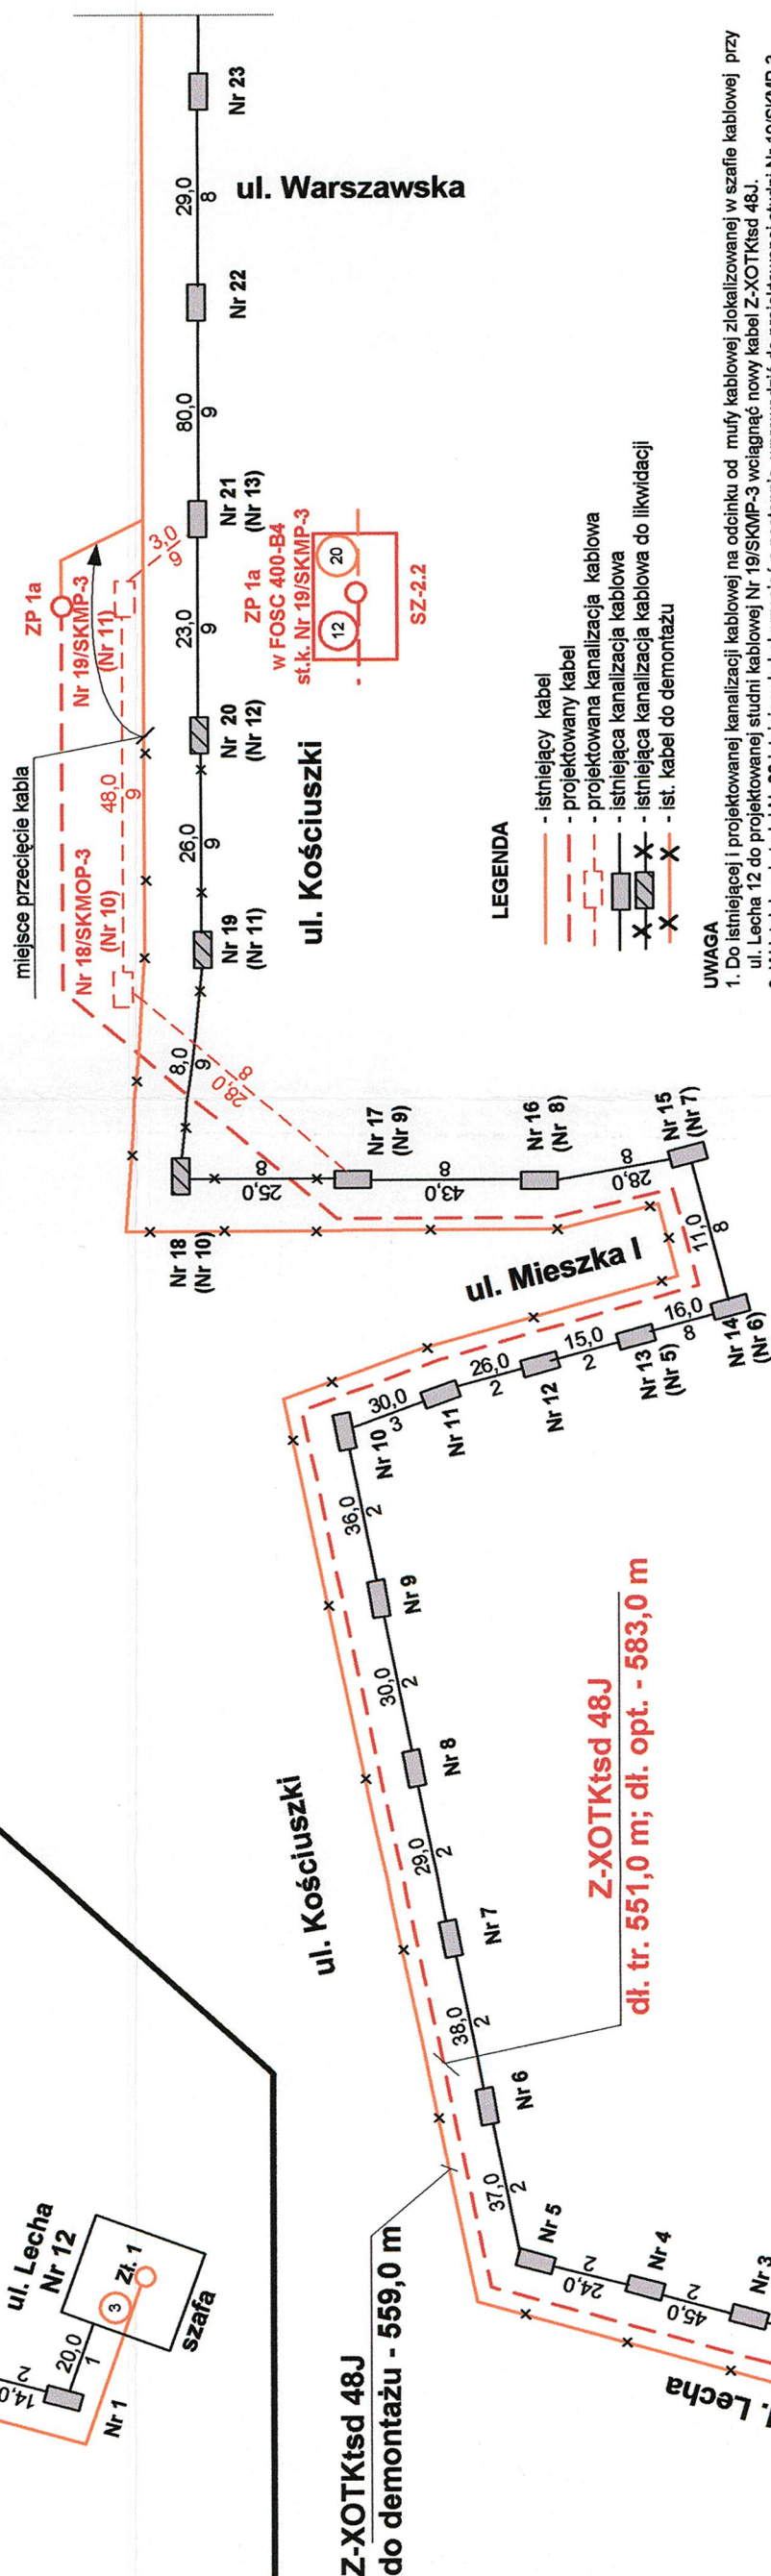 ul. Lecha
Nr 12
Zł. 1
3
szafa
20,0
1
14,0
2
Nr 1
Z-XOTKtsd 48J
do demontażu - 559,0 m
Nr 3
45,0
2
Nr 4
24,0
2
Nr 5
37,0
2
Nr 6
38,0
2
Nr 7
29,0
2
Nr 8
30,0
2
Nr 9
36,0
2
Nr 10
30,0
3
Nr 11
26,0
2
Nr 12
15,0
2
Nr 13
(Nr 5)
16,0
8
Nr 14
(Nr 6)
11,0
8
Nr 15
(Nr 7)
28,0
8
Nr 16
(Nr 8)
43,0
8
Nr 17
(Nr 9)
25,0
8
Nr 18
(Nr 10)
8,0
9
28,0
8
Nr 19
(Nr 11)
26,0
9
Nr 20
(Nr 12)
23,0
9
Nr 21
(Nr 13)
80,0
9
Nr 22
29,0
8
Nr 23
ul. Kościuszki
ul. Mieszka I
ul. Kościuszki
ul. Warszawska
Z-XOTKtsd 48J
dł. tr. 551,0 m; dł. opt. - 583,0 m
miejsce przecięcie kabla
Nr 18/SKMOP-3
(Nr 10)
48,0
9
Nr 19/SKMP-3
(Nr 11)
3,0
9
ZP 1a
ZP 1a
w FOSC 400-B4
st.k. Nr 19/SKMP-3
12
20
SZ-2.2
LEGENDA
- istniejący kabel
- projektowany kabel
- projektowana kanalizacja kablowa
- istniejąca kanalizacja kablowa
- istniejąca kanalizacja kablowa do likwidacji
- ist. kabel do demontażu
UWAGA
1. Do istniejącej i projektowanej kanalizacji kablowej na odcinku od mufy kablowej zlokalizowanej w szafie kablowej przy
ul. Lecha 12 do projektowanej studni kablowej Nr 19/SKMP-3 wciągnąć nowy kabel Z-XOTKtsd 48J.